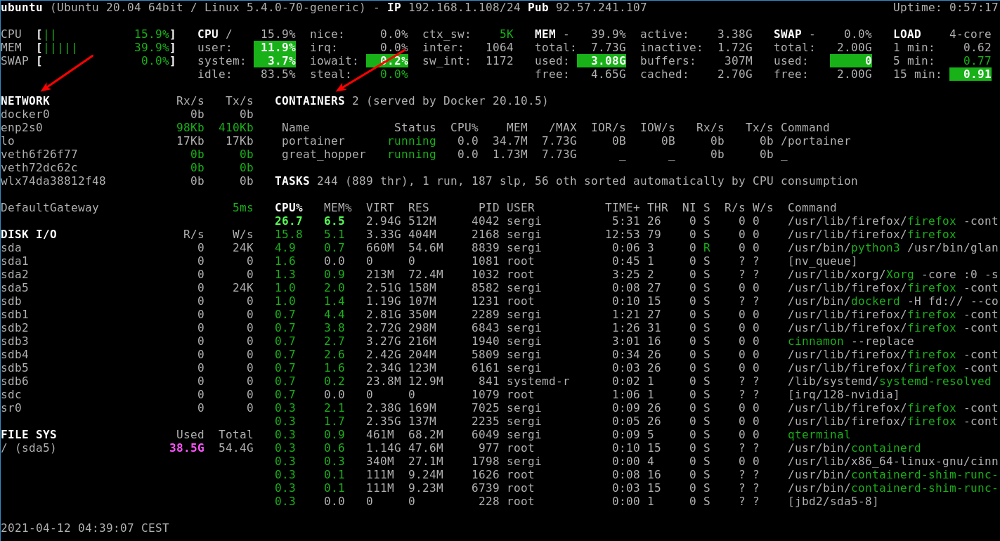 ubuntu (Ubuntu 20.04 64bit / Linux 5.4.0-70-generic) - IP 192.168.1.108/24 Pub 92.57.241.107 Uptime: 0:57:17
CPU [|| 15.9%] CPU / 15.9% nice: 0.0% ctx_sw: 5K MEM - 39.9% active: 3.38G SWAP - 0.0% LOAD 4-core
MEM [||||| 39.9%] user: 11.9% irq: 0.0% inter: 1064 total: 7.73G inactive: 1.72G total: 2.00G 1 min: 0.62
SWAP [ 0.0%] system: 3.7% iowait: 0.2% sw_int: 1172 used: 3.08G buffers: 307M used: 0 5 min: 0.77
idle: 83.5% steal: 0.0% free: 4.65G cached: 2.70G free: 2.00G 15 min: 0.91
NETWORK Rx/s Tx/s CONTAINERS 2 (served by Docker 20.10.5)
docker0 0b 0b
enp2s0 98Kb 410Kb Name Status CPU% MEM /MAX IOR/s IOW/s Rx/s Tx/s Command
lo 17Kb 17Kb portainer running 0.0 34.7M 7.73G 0B 0B 0b 0b /portainer
veth6f26f77 0b 0b great_hopper running 0.0 1.73M 7.73G _ _ 0b 0b _
veth72dc62c 0b 0b
wlx74da38812f48 0b 0b TASKS 244 (889 thr), 1 run, 187 slp, 56 oth sorted automatically by CPU consumption
DefaultGateway 5ms CPU% MEM% VIRT RES PID USER TIME+ THR NI S R/s W/s Command
26.7 6.5 2.94G 512M 4042 sergi 5:31 26 0 S 0 0 /usr/lib/firefox/firefox -cont
DISK I/O R/s W/s 15.8 5.1 3.33G 404M 2168 sergi 12:53 79 0 S 0 0 /usr/lib/firefox/firefox
sda 0 24K 4.9 0.7 660M 54.6M 8839 sergi 0:06 3 0 R 0 0 /usr/bin/python3 /usr/bin/glan
sda1 0 0 1.6 0.0 0 0 1081 root 0:45 1 0 S ? ? [nv_queue]
sda2 0 0 1.3 0.9 213M 72.4M 1032 root 3:25 2 0 S ? ? /usr/lib/xorg/Xorg -core :0 -s
sda5 0 24K 1.0 2.0 2.51G 158M 8582 sergi 0:08 27 0 S 0 0 /usr/lib/firefox/firefox -cont
sdb 0 0 1.0 1.4 1.19G 107M 1231 root 0:10 15 0 S ? ? /usr/bin/dockerd -H fd:// --co
sdb1 0 0 0.7 4.4 2.81G 350M 2289 sergi 1:21 27 0 S 0 0 /usr/lib/firefox/firefox -cont
sdb2 0 0 0.7 3.8 2.72G 298M 6843 sergi 1:26 31 0 S 0 0 /usr/lib/firefox/firefox -cont
sdb3 0 0 0.7 2.7 3.27G 216M 1940 sergi 3:01 16 0 S 0 0 cinnamon --replace
sdb4 0 0 0.7 2.6 2.42G 204M 5809 sergi 0:34 26 0 S 0 0 /usr/lib/firefox/firefox -cont
sdb5 0 0 0.7 1.6 2.34G 123M 6161 sergi 0:03 26 0 S 0 0 /usr/lib/firefox/firefox -cont
sdb6 0 0 0.7 0.2 23.8M 12.9M 841 systemd-r 0:02 1 0 S ? ? /lib/systemd/systemd-resolved
sdc 0 0 0.7 0.0 0 0 1079 root 1:06 1 0 S ? ? [irq/128-nvidia]
sr0 0 0 0.3 2.1 2.38G 169M 7025 sergi 0:09 26 0 S 0 0 /usr/lib/firefox/firefox -cont
0.3 1.7 2.35G 137M 2235 sergi 0:05 26 0 S 0 0 /usr/lib/firefox/firefox -cont
FILE SYS Used Total 0.3 0.9 461M 68.2M 6049 sergi 0:09 5 0 S 0 0 qterminal
/ (sda5) 38.5G 54.4G 0.3 0.6 1.14G 47.6M 977 root 0:10 15 0 S ? ? /usr/bin/containerd
0.3 0.3 340M 27.1M 1798 sergi 0:00 4 0 S 0 0 /usr/lib/x86_64-linux-gnu/cinn
0.3 0.1 111M 9.24M 1626 root 0:08 16 0 S ? ? /usr/bin/containerd-shim-runc-
0.3 0.1 111M 9.23M 6739 root 0:03 15 0 S ? ? /usr/bin/containerd-shim-runc-
0.3 0.0 0 0 228 root 0:00 1 0 S ? ? [jbd2/sda5-8]
2021-04-12 04:39:07 CEST